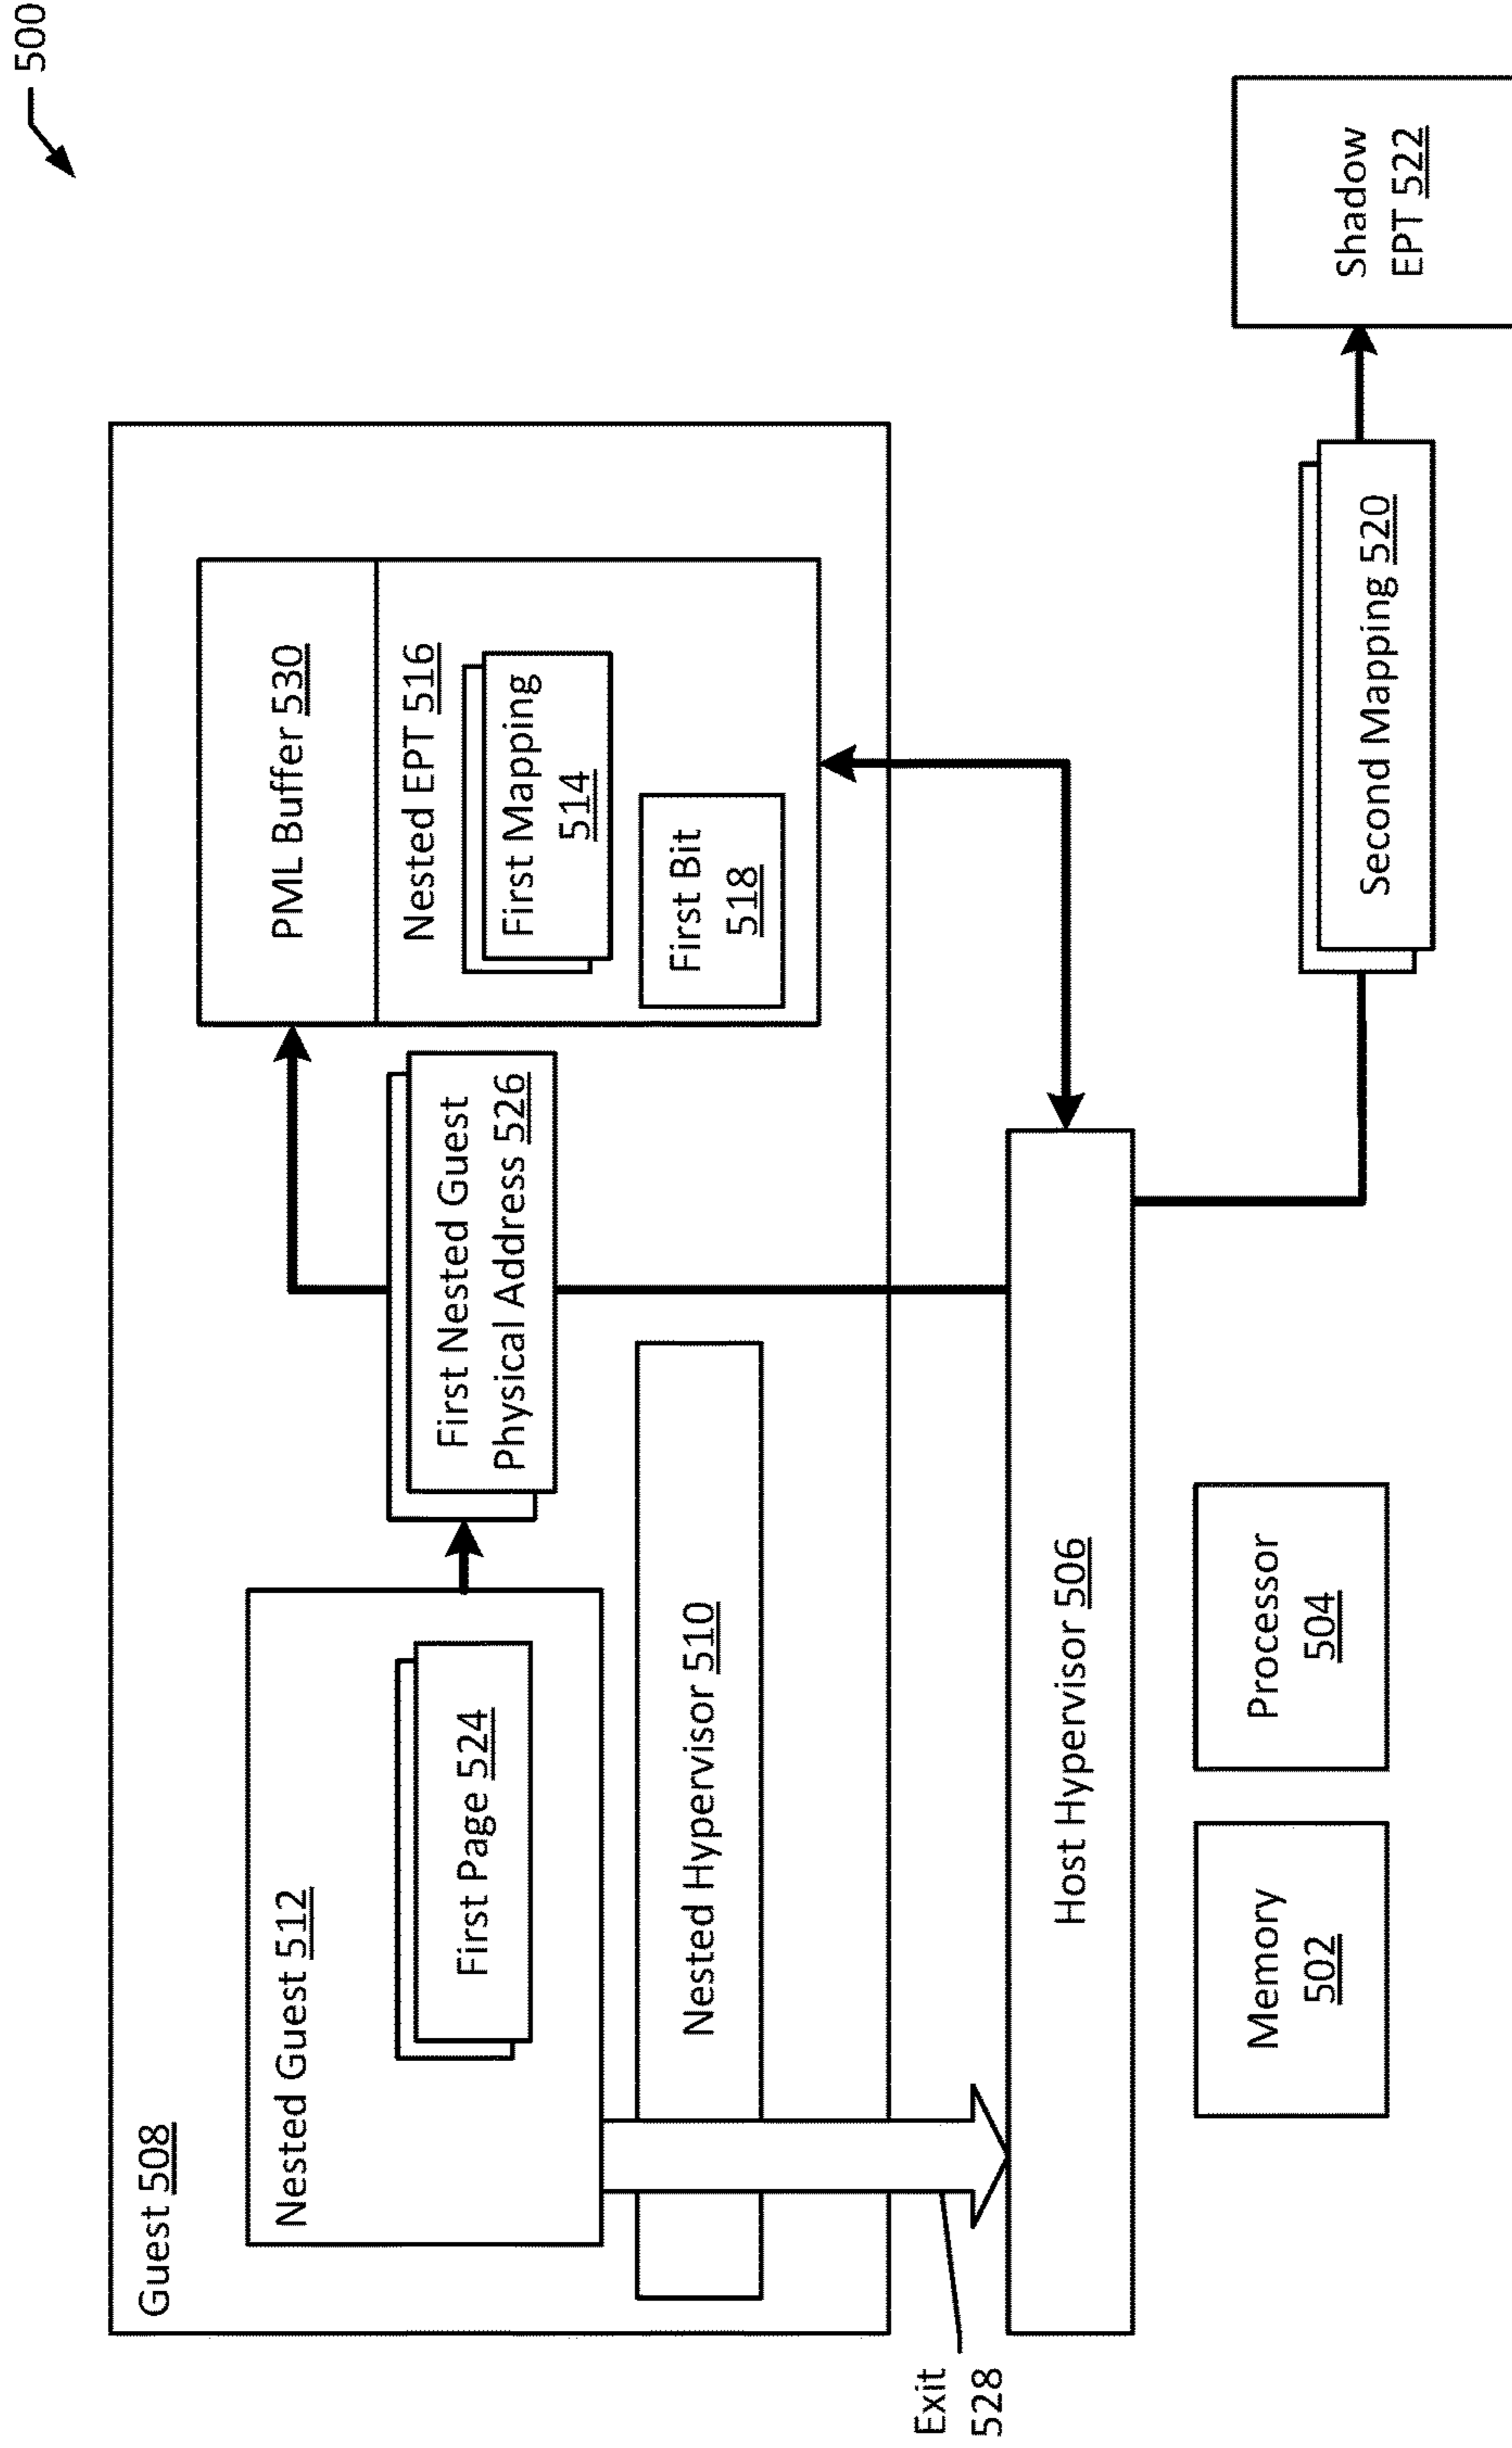 500
Guest 508
Nested Guest 512
First Page 524
First Nested Guest
Physical Address 526
PML Buffer 530
Nested EPT 516
First Mapping
514
First Bit
518
Nested Hypervisor 510
Exit
528
Host Hypervisor 506
Memory
502
Processor
504
Second Mapping 520
Shadow
EPT 522